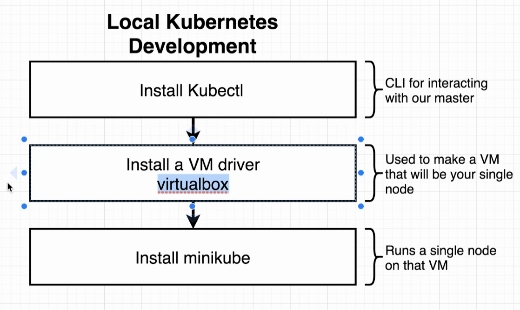 Local Kubernetes
Development
Install Kubectl
CLI for interacting
with our master
Install a VM driver
virtualbox
Used to make a VM
that will be your single
node
Install minikube
Runs a single node
on that VM